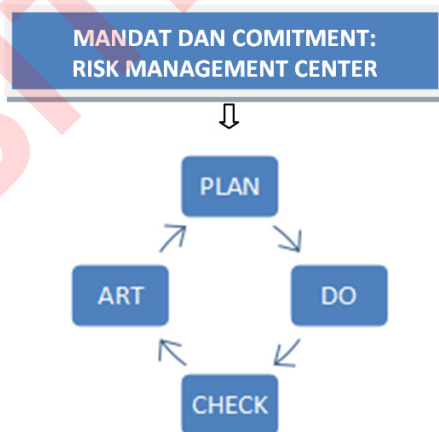 MANDAT DAN COMITMENT:
RISK MANAGEMENT CENTER
PLAN
ART
DO
CHECK